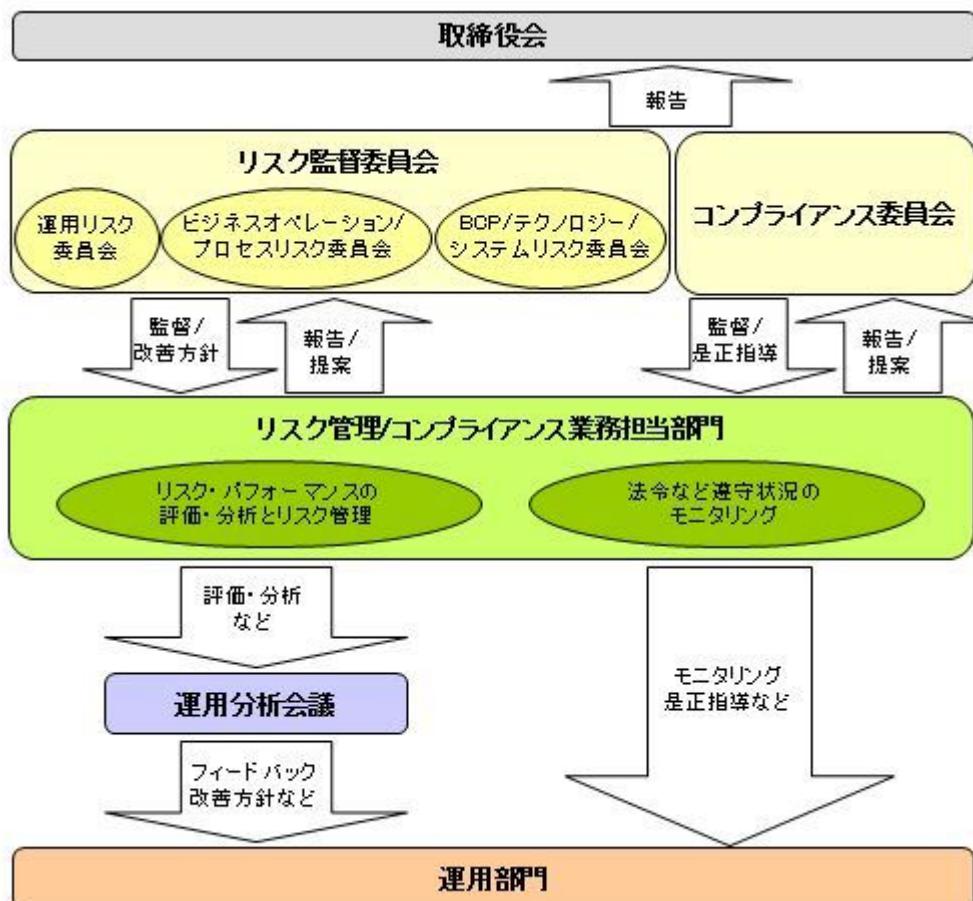 取締役会
報告
リスク監督委員会
運用リスク
委員会
ビジネスオペレーション/
プロセスリスク委員会
BCP/テクノロジー/
システムリスク委員会
コンプライアンス委員会
監督/
改善方針
報告/
提案
監督/
是正指導
報告/
提案
リスク管理/コンプライアンス業務担当部門
リスク・パフォーマンスの
評価・分析とリスク管理
法令など遵守状況の
モニタリング
評価・分析
など
運用分析会議
モニタリング
是正指導など
フィードバック
改善方針など
運用部門